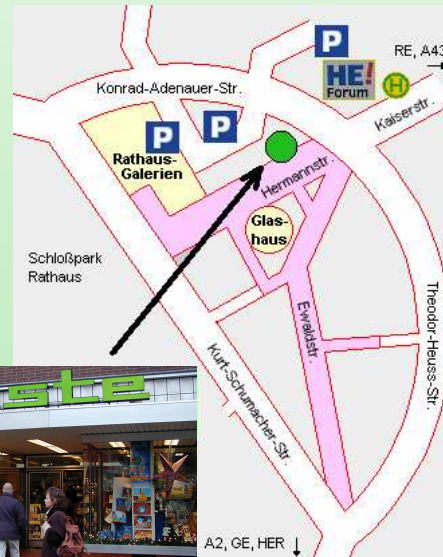 P
RE, A43
HE!
Forum
H
Konrad-Adenauer-Str.
Kaiserstr.
P
P
Rathaus-
Galerien
Hermannstr.
Glas-
haus
Schloßpark
Rathaus
Ewaldstr.
Theodor-Heuss-Str.
Kurt-Schumacher-Str.
ste
A2, GE, HER